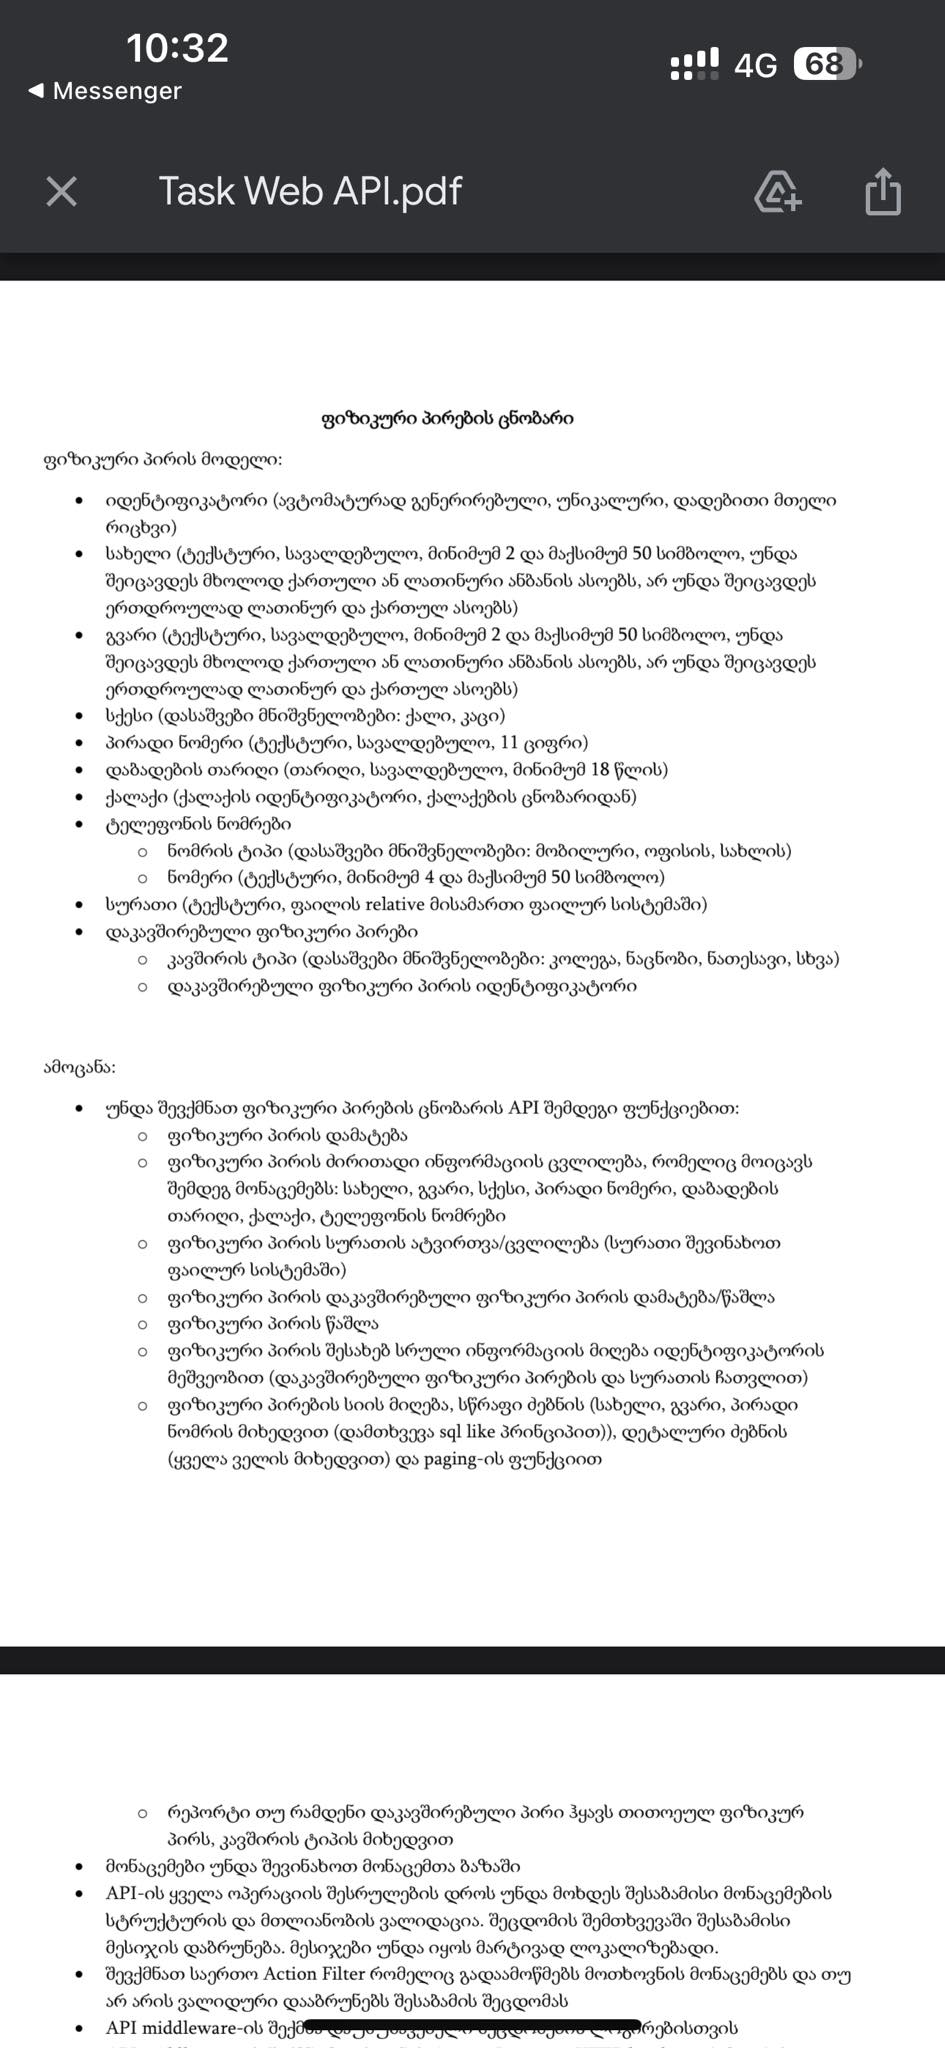 10:32
4G 68
Messenger
Task Web API.pdf
ფიზიკური პირების ცნობარი
ფიზიკური პირის მოდელი:
• იდენტიფიკატორი (ავტომატურად გენერირებული, უნიკალური, დადებითი მთელი
რიცხვი)
• სახელი (ტექსტური, სავალდებულო, მინიმუმ 2 და მაქსიმუმ 50 სიმბოლო, უნდა
შეიცავდეს მხოლოდ ქართული ან ლათინური ანბანის ასოებს, არ უნდა შეიცავდეს
ერთდროულად ლათინურ და ქართულ ასოებს)
• გვარი (ტექსტური, სავალდებულო, მინიმუმ 2 და მაქსიმუმ 50 სიმბოლო, უნდა
შეიცავდეს მხოლოდ ქართული ან ლათინური ანბანის ასოებს, არ უნდა შეიცავდეს
ერთდროულად ლათინურ და ქართულ ასოებს)
• სქესი (დასაშვები მნიშვნელობები: ქალი, კაცი)
• პირადი ნომერი (ტექსტური, სავალდებულო, 11 ციფრი)
• დაბადების თარიღი (თარიღი, სავალდებულო, მინიმუმ 18 წლის)
• ქალაქი (ქალაქის იდენტიფიკატორი, ქალაქების ცნობარიდან)
• ტელეფონის ნომრები
○ ნომრის ტიპი (დასაშვები მნიშვნელობები: მობილური, ოფისის, სახლის)
○ ნომერი (ტექსტური, მინიმუმ 4 და მაქსიმუმ 50 სიმბოლო)
• სურათი (ტექსტური, ფაილის relative მისამართი ფაილურ სისტემაში)
• დაკავშირებული ფიზიკური პირები
○ კავშირის ტიპი (დასაშვები მნიშვნელობები: კოლეგა, ნაცნობი, ნათესავი, სხვა)
○ დაკავშირებული ფიზიკური პირის იდენტიფიკატორი
ამოცანა:
• უნდა შევქმნათ ფიზიკური პირების ცნობარის API შემდეგი ფუნქციებით:
○ ფიზიკური პირის დამატება
○ ფიზიკური პირის ძირითადი ინფორმაციის ცვლილება, რომელიც მოიცავს
შემდეგ მონაცემებს: სახელი, გვარი, სქესი, პირადი ნომერი, დაბადების
თარიღი, ქალაქი, ტელეფონის ნომრები
○ ფიზიკური პირის სურათის ატვირთვა/ცვლილება (სურათი შევინახოთ
ფაილურ სისტემაში)
○ ფიზიკური პირის დაკავშირებული ფიზიკური პირის დამატება/წაშლა
○ ფიზიკური პირის წაშლა
○ ფიზიკური პირის შესახებ სრული ინფორმაციის მიღება იდენტიფიკატორის
მეშვეობით (დაკავშირებული ფიზიკური პირების და სურათის ჩათვლით)
○ ფიზიკური პირების სიის მიღება, სწრაფი ძებნის (სახელი, გვარი, პირადი
ნომრის მიხედვით (დამთხვევა sql like პრინციპით)), დეტალური ძებნის
(ყველა ველის მიხედვით) და paging-ის ფუნქციით
○ რეპორტი თუ რამდენი დაკავშირებული პირი ჰყავს თითოეულ ფიზიკურ
პირს, კავშირის ტიპის მიხედვით
• მონაცემები უნდა შევინახოთ მონაცემთა ბაზაში
• API-ის ყველა ოპერაციის შესრულების დროს უნდა მოხდეს შესაბამისი მონაცემების
სტრუქტურის და მთლიანობის ვალიდაცია. შეცდომის შემთხვევაში შესაბამისი
მესიჯის დაბრუნება. მესიჯები უნდა იყოს მარტივად ლოკალიზებადი.
• შევქმნათ საერთო Action Filter რომელიც გადაამოწმებს მოთხოვნის მონაცემებს და თუ
არ არის ვალიდური დააბრუნებს შესაბამის შეცდომას
• API middleware-ის